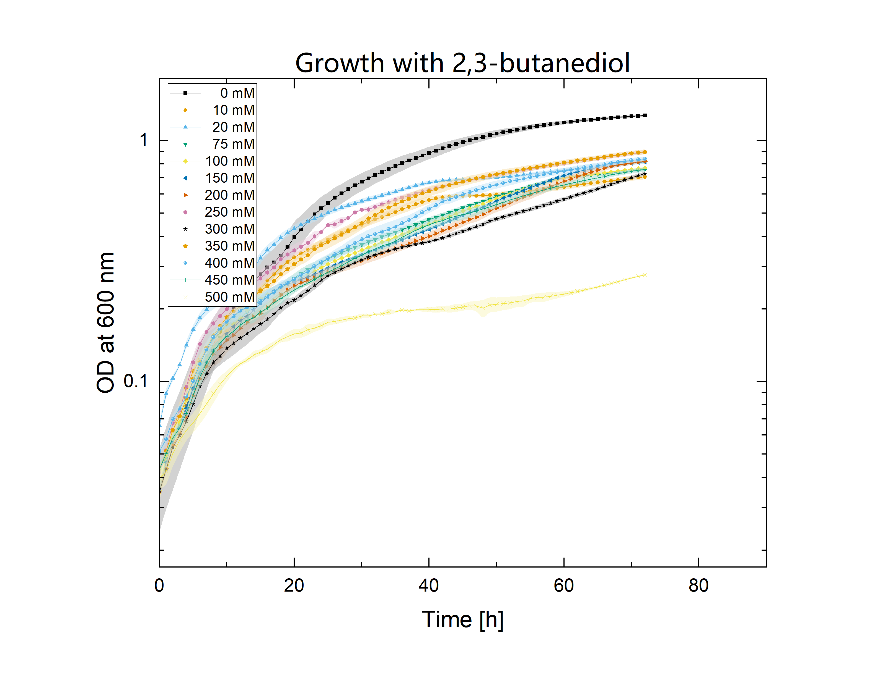 Growth with 2,3-butanediol
0 mM
10 mM
20 mM
75 mM
100 mM
150 mM
200 mM
250 mM
300 mM
350 mM
400 mM
450 mM
500 mM
1
0.1
OD at 600 nm
0 20 40 60 80
Time [h]